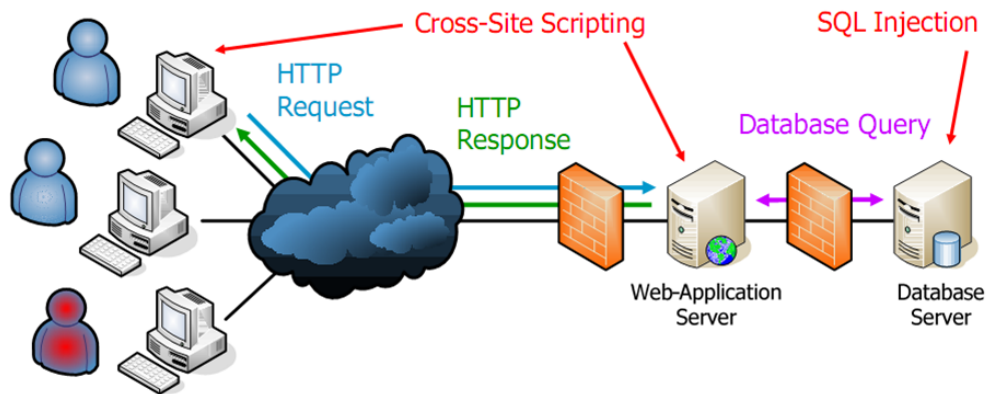 Cross-Site Scripting
SQL Injection
HTTP
Request
HTTP
Response
Database Query
Web-Application
Server
Database
Server